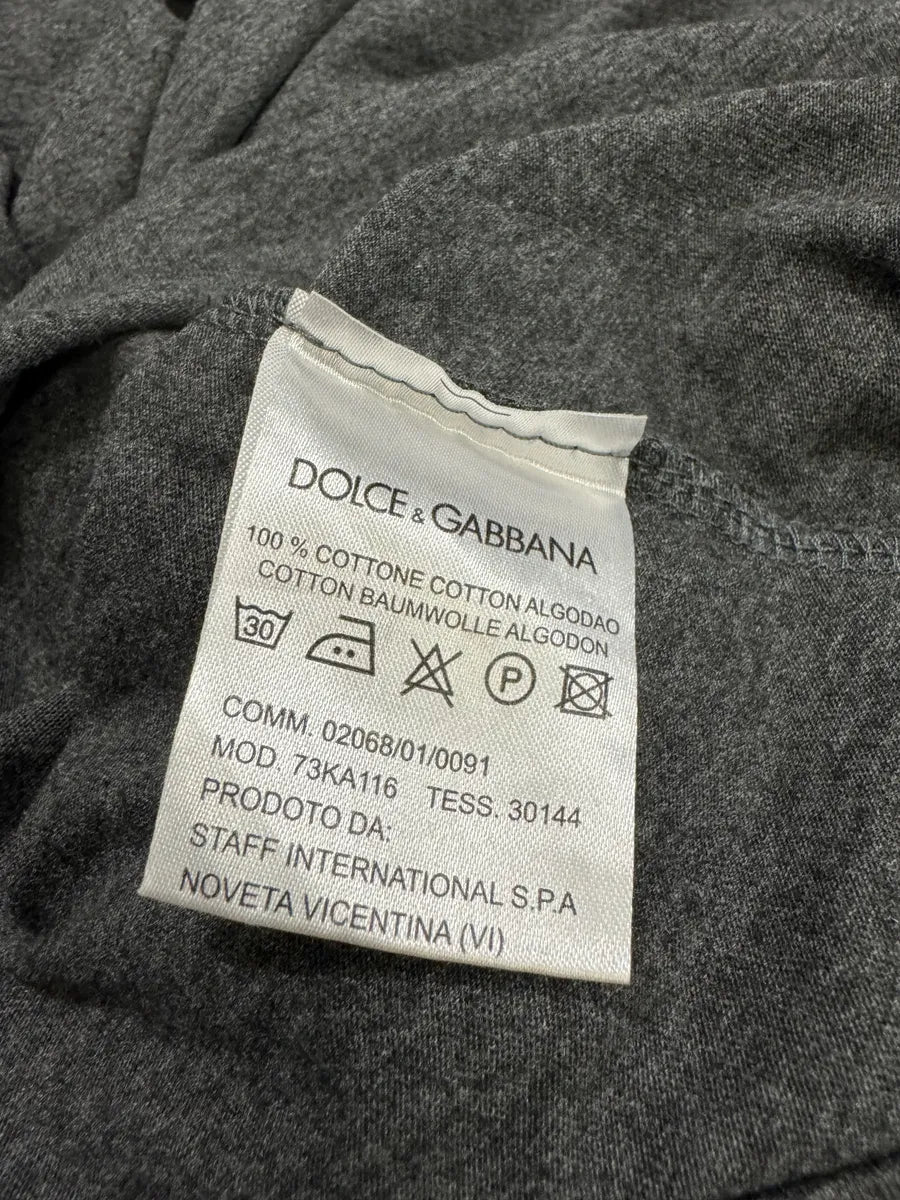 DOLCE & GABBANA
100 % COTTONE COTTON ALGODAO
COTTON BAUMWOLLE ALGODON
30 P
COMM. 02068/01/0091
MOD. 73KA116 TESS. 30144
PRODOTO DA:
STAFF INTERNATIONAL S.P.A
NOVETA VICENTINA (VI)